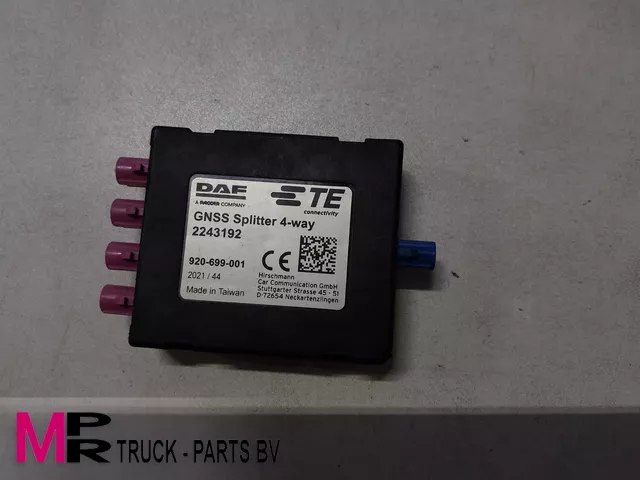 DAF
A PACCAR COMPANY
TE
connectivity
GNSS Splitter 4-way
2243192
920-699-001
2021 / 44
Made in Taiwan
CE
Hirschmann
Car Communication GmbH
Stuttgarter Strasse 45 - 51
D-72654 Neckartenzlingen
MPR TRUCK - PARTS BV